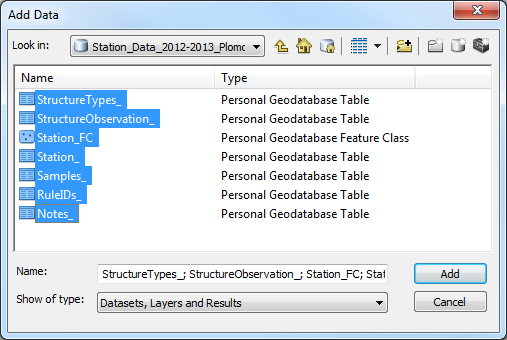 Add Data
Look in: Station_Data_2012-2013_Plomo
Name Type
StructureTypes_ Personal Geodatabase Table
StructureObservation_ Personal Geodatabase Table
Station_FC Personal Geodatabase Feature Class
Station_ Personal Geodatabase Table
Samples_ Personal Geodatabase Table
RuleIDs_ Personal Geodatabase Table
Notes_ Personal Geodatabase Table
Name: StructureTypes_; StructureObservation_; Station_FC; Stat Add
Show of type: Datasets, Layers and Results Cancel